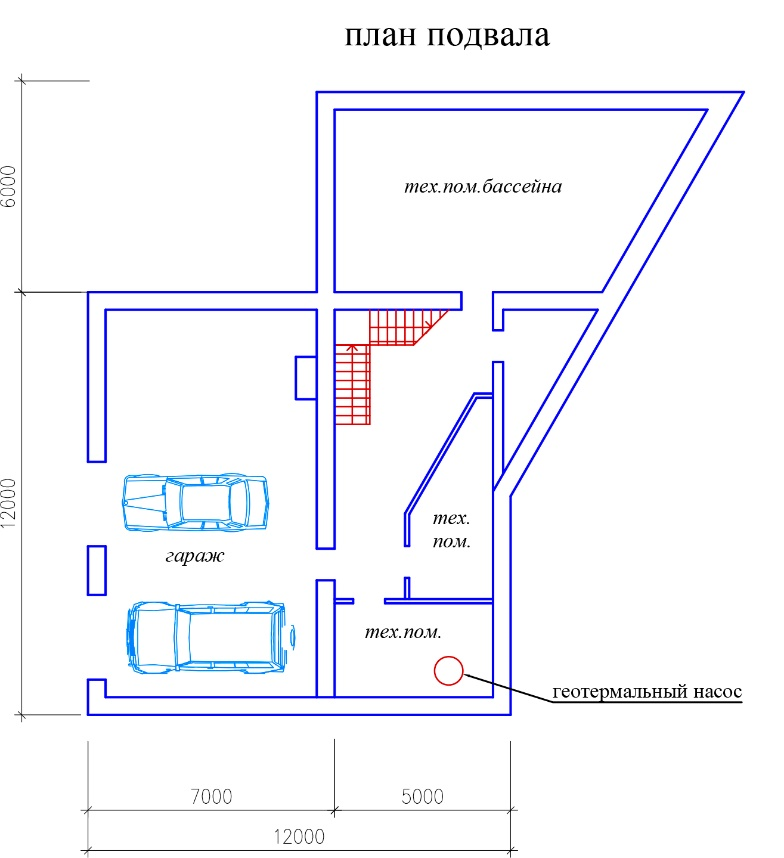 план подвала
6000
тех.пом.бассейна
12000
тех.
пом.
гараж
тех.пом.
геотермальный насос
7000
5000
12000